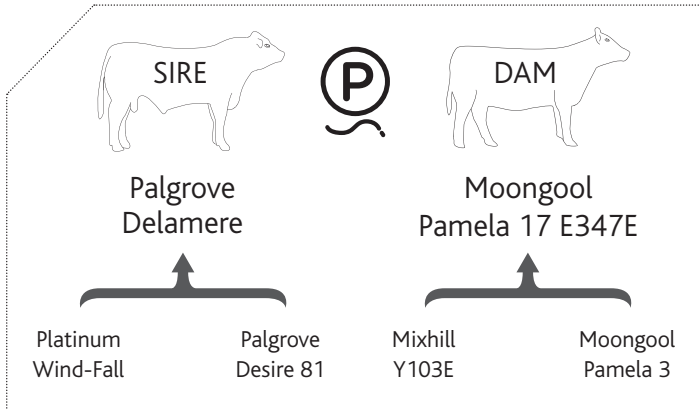 SIRE
P
DAM
Palgrove
Delamere
Moongool
Pamela 17 E347E
Platinum
Wind-Fall
Palgrove
Desire 81
Mixhill
Y103E
Moongool
Pamela 3